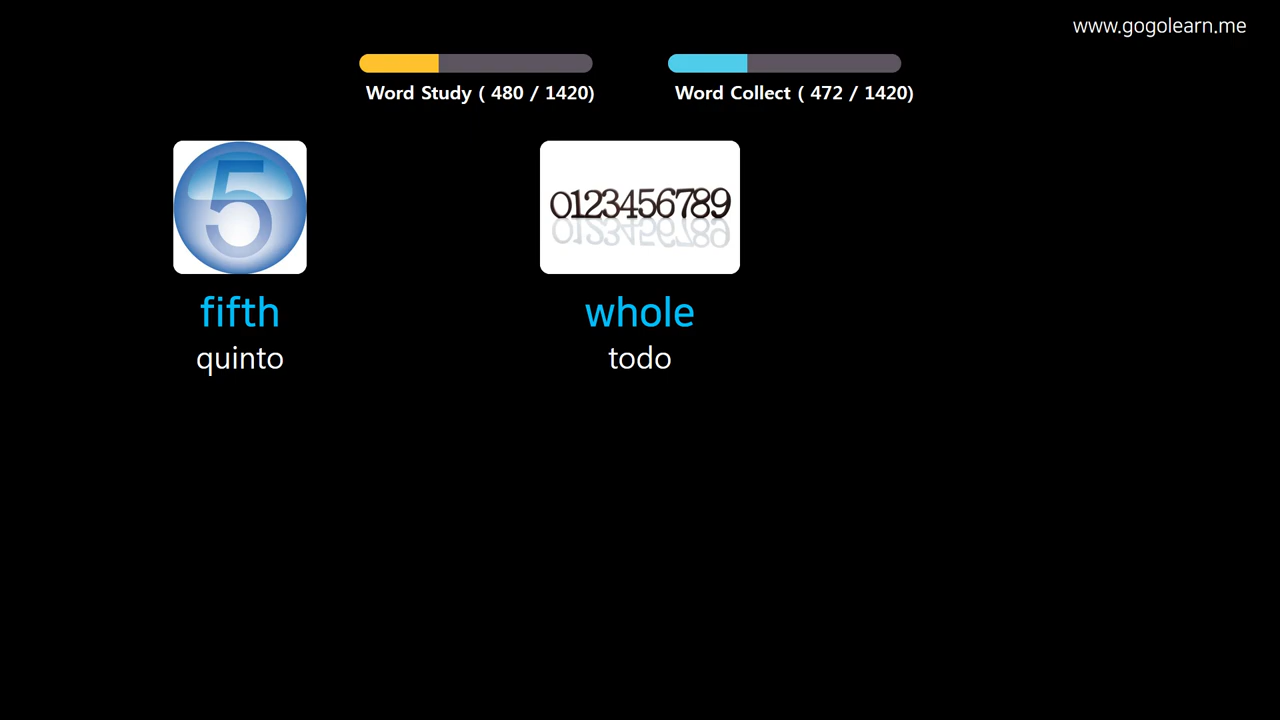 www.gogolearn.me
Word Study ( 480 / 1420)
Word Collect ( 472 / 1420)
5
0123456789
fifth
whole
quinto
todo